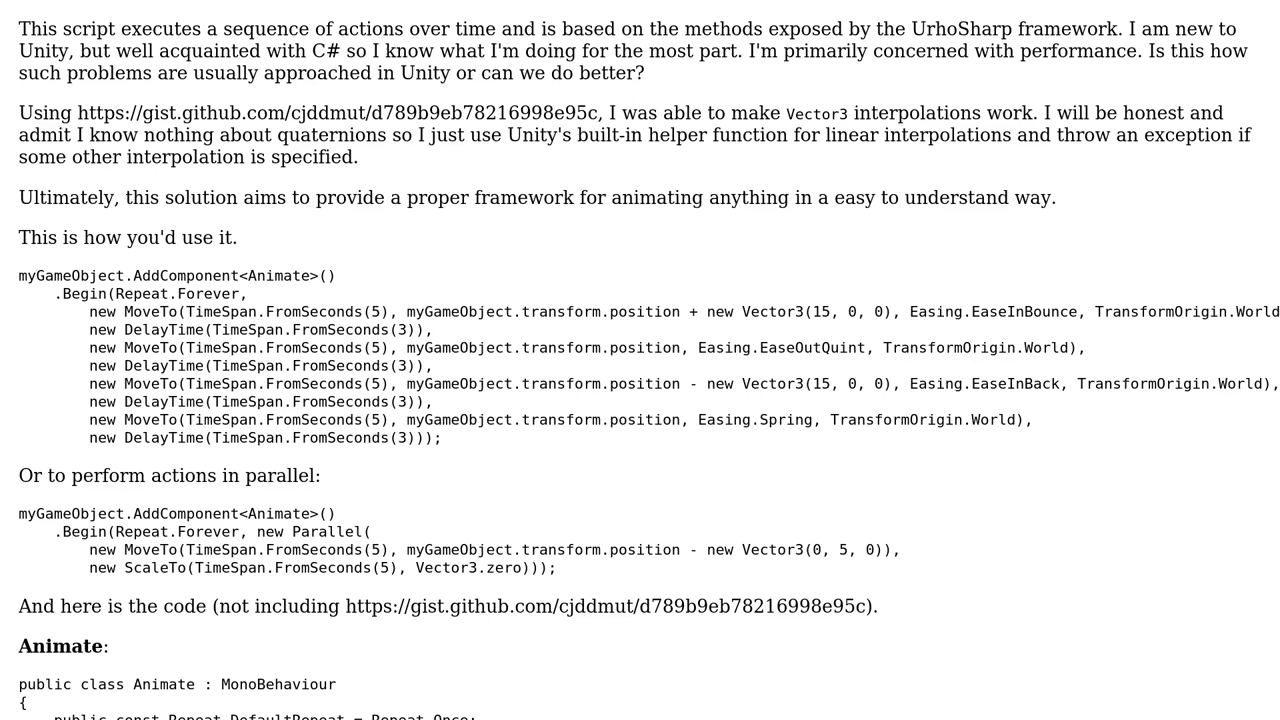 This script executes a sequence of actions over time and is based on the methods exposed by the UrhoSharp framework. I am new to
Unity, but well acquainted with C# so I know what I'm doing for the most part. I'm primarily concerned with performance. Is this how
such problems are usually approached in Unity or can we do better?
Using https://gist.github.com/cjddmut/d789b9eb78216998e95c, I was able to make Vector3 interpolations work. I will be honest and
admit I know nothing about quaternions so I just use Unity's built-in helper function for linear interpolations and throw an exception if
some other interpolation is specified.
Ultimately, this solution aims to provide a proper framework for animating anything in a easy to understand way.
This is how you'd use it.
myGameObject.AddComponent<Animate>()
    .Begin(Repeat.Forever,
        new MoveTo(TimeSpan.FromSeconds(5), myGameObject.transform.position + new Vector3(15, 0, 0), Easing.EaseInBounce, TransformOrigin.World
        new DelayTime(TimeSpan.FromSeconds(3)),
        new MoveTo(TimeSpan.FromSeconds(5), myGameObject.transform.position, Easing.EaseOutQuint, TransformOrigin.World),
        new DelayTime(TimeSpan.FromSeconds(3)),
        new MoveTo(TimeSpan.FromSeconds(5), myGameObject.transform.position - new Vector3(15, 0, 0), Easing.EaseInBack, TransformOrigin.World),
        new DelayTime(TimeSpan.FromSeconds(3)),
        new MoveTo(TimeSpan.FromSeconds(5), myGameObject.transform.position, Easing.Spring, TransformOrigin.World),
        new DelayTime(TimeSpan.FromSeconds(3)));
Or to perform actions in parallel:
myGameObject.AddComponent<Animate>()
    .Begin(Repeat.Forever, new Parallel(
        new MoveTo(TimeSpan.FromSeconds(5), myGameObject.transform.position - new Vector3(0, 5, 0)),
        new ScaleTo(TimeSpan.FromSeconds(5), Vector3.zero)));
And here is the code (not including https://gist.github.com/cjddmut/d789b9eb78216998e95c).
Animate:
public class Animate : MonoBehaviour
{
    public const Repeat DefaultRepeat = Repeat.Once;